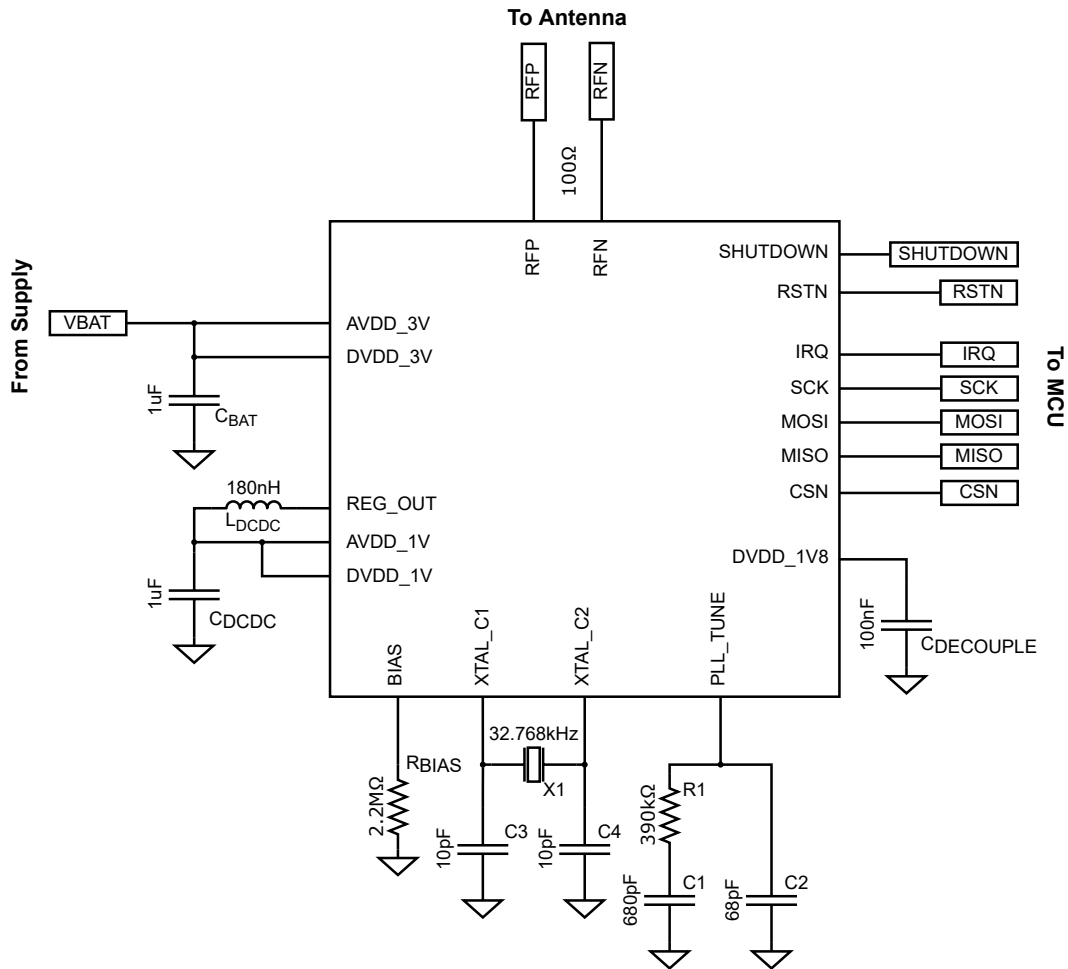 To Antenna
RFP
RFN
100Ω
RFP
RFN
From Supply
VBAT
AVDD_3V
DVDD_3V
1uF
CBAT
180nH
LDCDC
REG_OUT
AVDD_1V
DVDD_1V
1uF
CDCDC
SHUTDOWN
SHUTDOWN
RSTN
RSTN
IRQ
IRQ
SCK
SCK
MOSI
MOSI
MISO
MISO
CSN
CSN
To MCU
DVDD_1V8
100nF
CDECOUPLE
BIAS
XTAL_C1
XTAL_C2
PLL_TUNE
RBIAS
2.2MΩ
32.768kHz
X1
10pF
C3
10pF
C4
390kΩ
R1
680pF
C1
68pF
C2